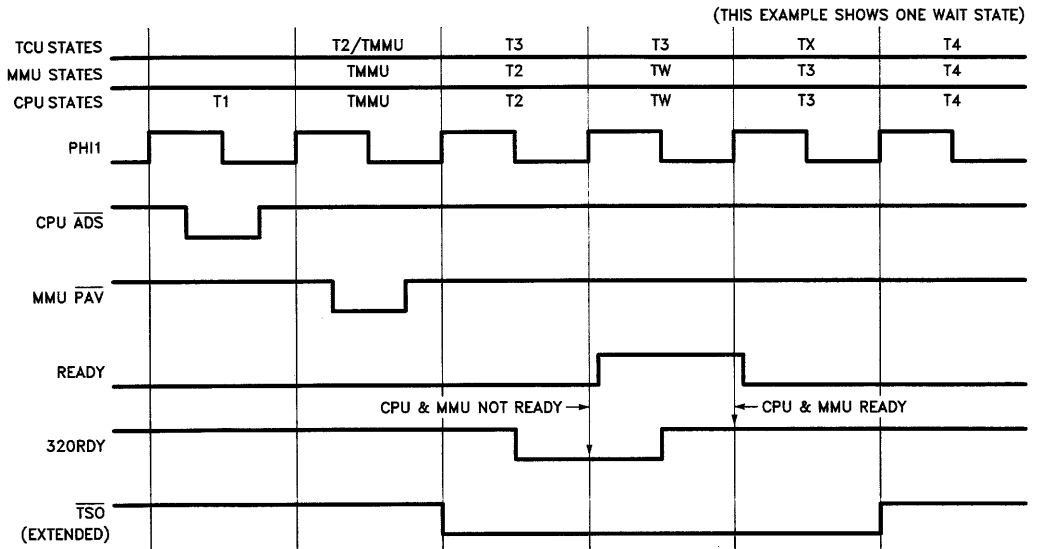 (THIS EXAMPLE SHOWS ONE WAIT STATE)
TCU STATES T2/TMMU T3 T3 TX T4
MMU STATES TMMU T2 TW T3 T4
CPU STATES T1 TMMU T2 TW T3 T4
PHI1
CPU ADS
MMU PAV
READY
CPU & MMU NOT READY CPU & MMU READY
320RDY
TSO
(EXTENDED)